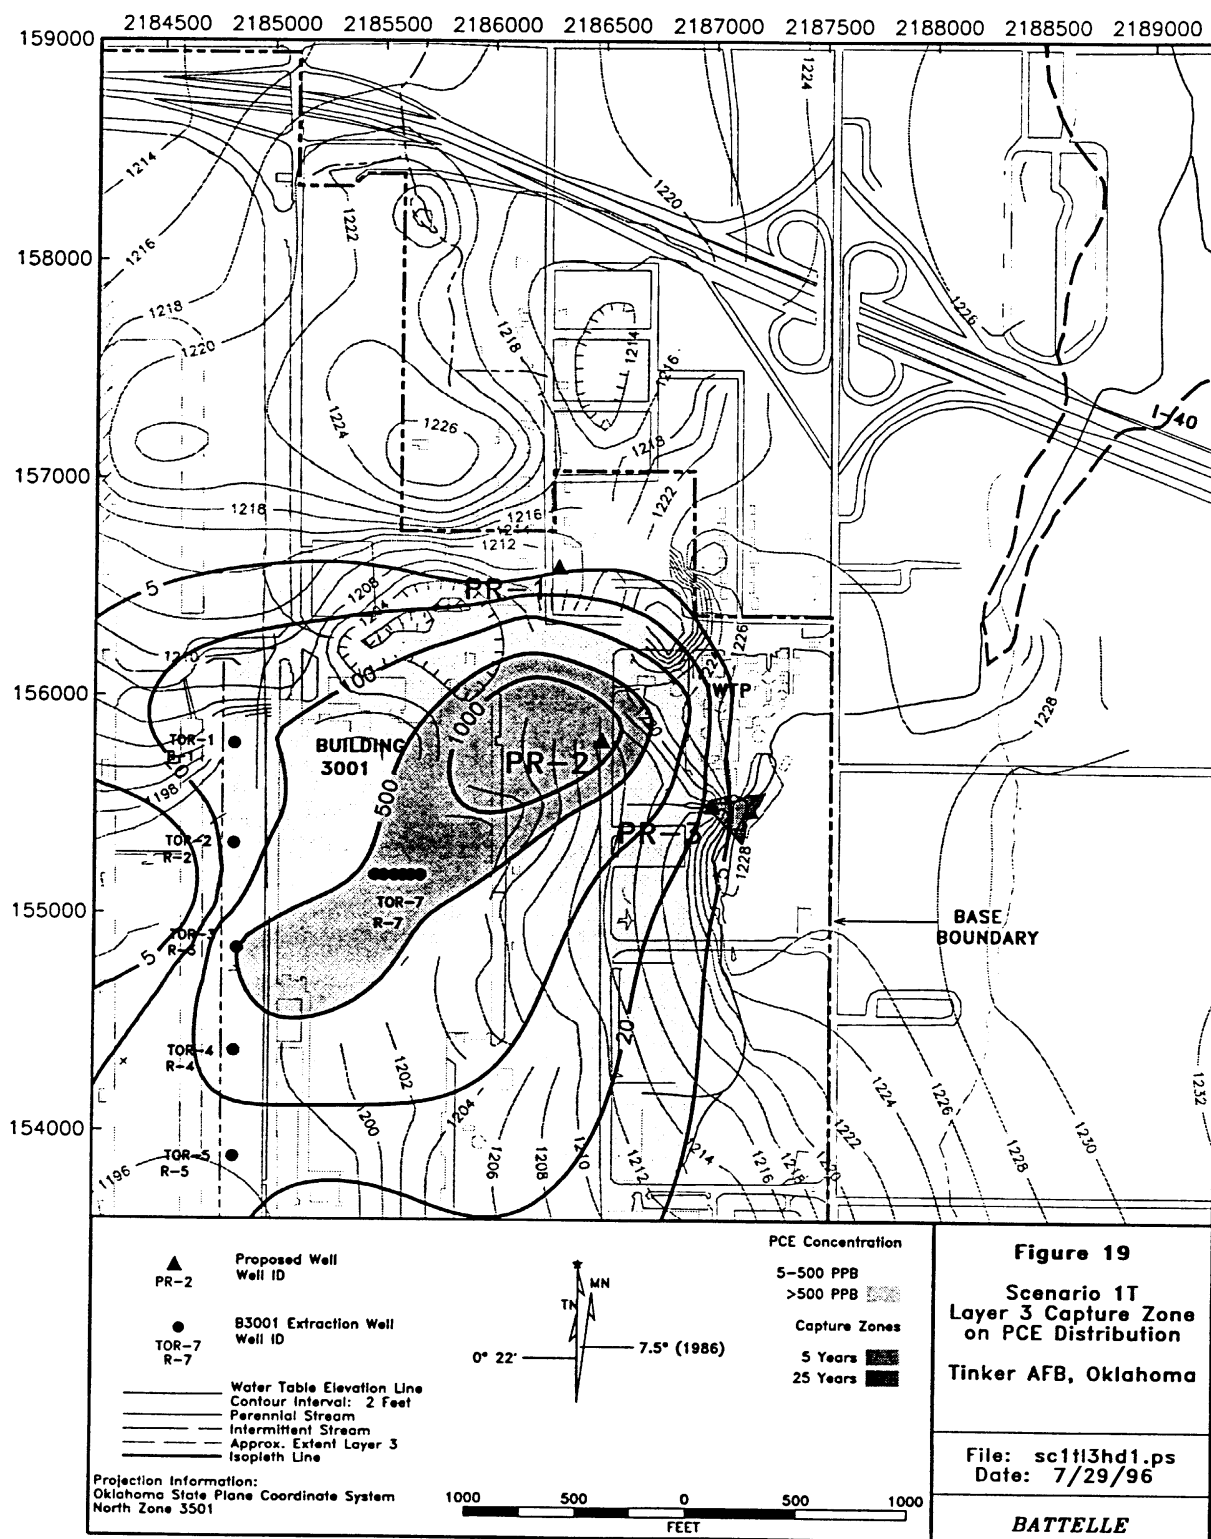 2184500 2185000 2185500 2186000 2186500 2187000 2187500 2188000 2188500 2189000
159000
158000
157000
156000
155000
154000
1214
1216
1218
1220
1222
1224
1226
1218
1218
1216
1212
1208
1204
1218
1214
1216
1218
1222
1220
1224
1226
I-40
1226
1228
1228
1198
5
100
500
1000
20
5
5
PR-1
PR-2
PR-3
WTP
BUILDING
3001
TOR-1
R-1
TOR-2
R-2
TOR-3
R-3
TOR-4
R-4
TOR-5
R-5
TOR-7
R-7
BASE
BOUNDARY
1196
1200
1202
1204
1206
1208
1210
1212
1214
1216
1218
1220
1222
1224
1226
1228
1230
1232
PR-2
Proposed Well
Well ID
TOR-7
R-7
B3001 Extraction Well
Well ID
Water Table Elevation Line
Contour Interval: 2 Feet
Perennial Stream
Intermittent Stream
Approx. Extent Layer 3
Isopleth Line
Projection Information:
Oklahoma State Plane Coordinate System
North Zone 3501
TN
MN
0° 22'
7.5° (1986)
PCE Concentration
5-500 PPB
>500 PPB
Capture Zones
5 Years
25 Years
1000 500 0 500 1000
FEET
Figure 19
Scenario 1T
Layer 3 Capture Zone
on PCE Distribution
Tinker AFB, Oklahoma
File: sc1tl3hd1.ps
Date: 7/29/96
BATTELLE